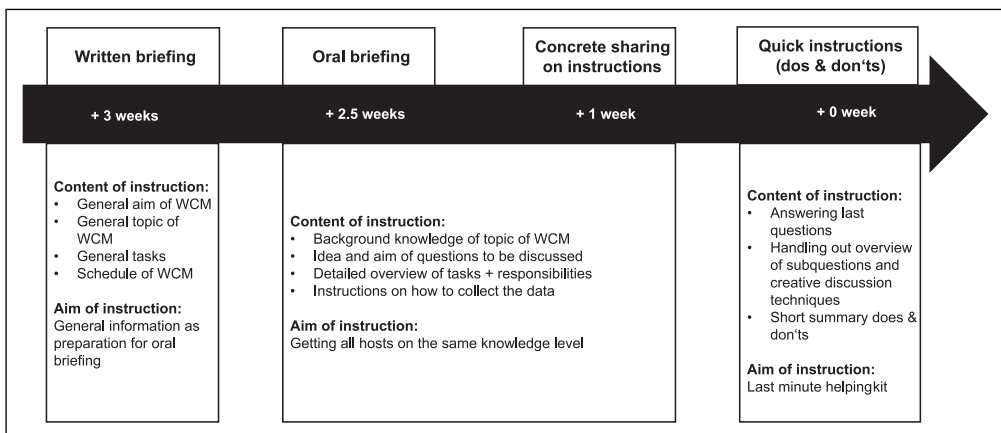 Written briefing
Oral briefing
Concrete sharing
on instructions
Quick instructions
(dos & don‘ts)
+ 3 weeks
+ 2.5 weeks
+ 1 week
+ 0 week
Content of instruction:
• General aim of WCM
• General topic of
WCM
• General tasks
• Schedule of WCM
Aim of instruction:
General information as
preparation for oral
briefing
Content of instruction:
• Background knowledge of topic of WCM
• Idea and aim of questions to be discussed
• Detailed overview of tasks + responsibilities
• Instructions on how to collect the data
Aim of instruction:
Getting all hosts on the same knowledge level
Content of instruction:
• Answering last
questions
• Handling out overview
of subquestions and
creative discussion
techniques
• Short summary does &
don‘ts
Aim of instruction:
Last minute helpingkit